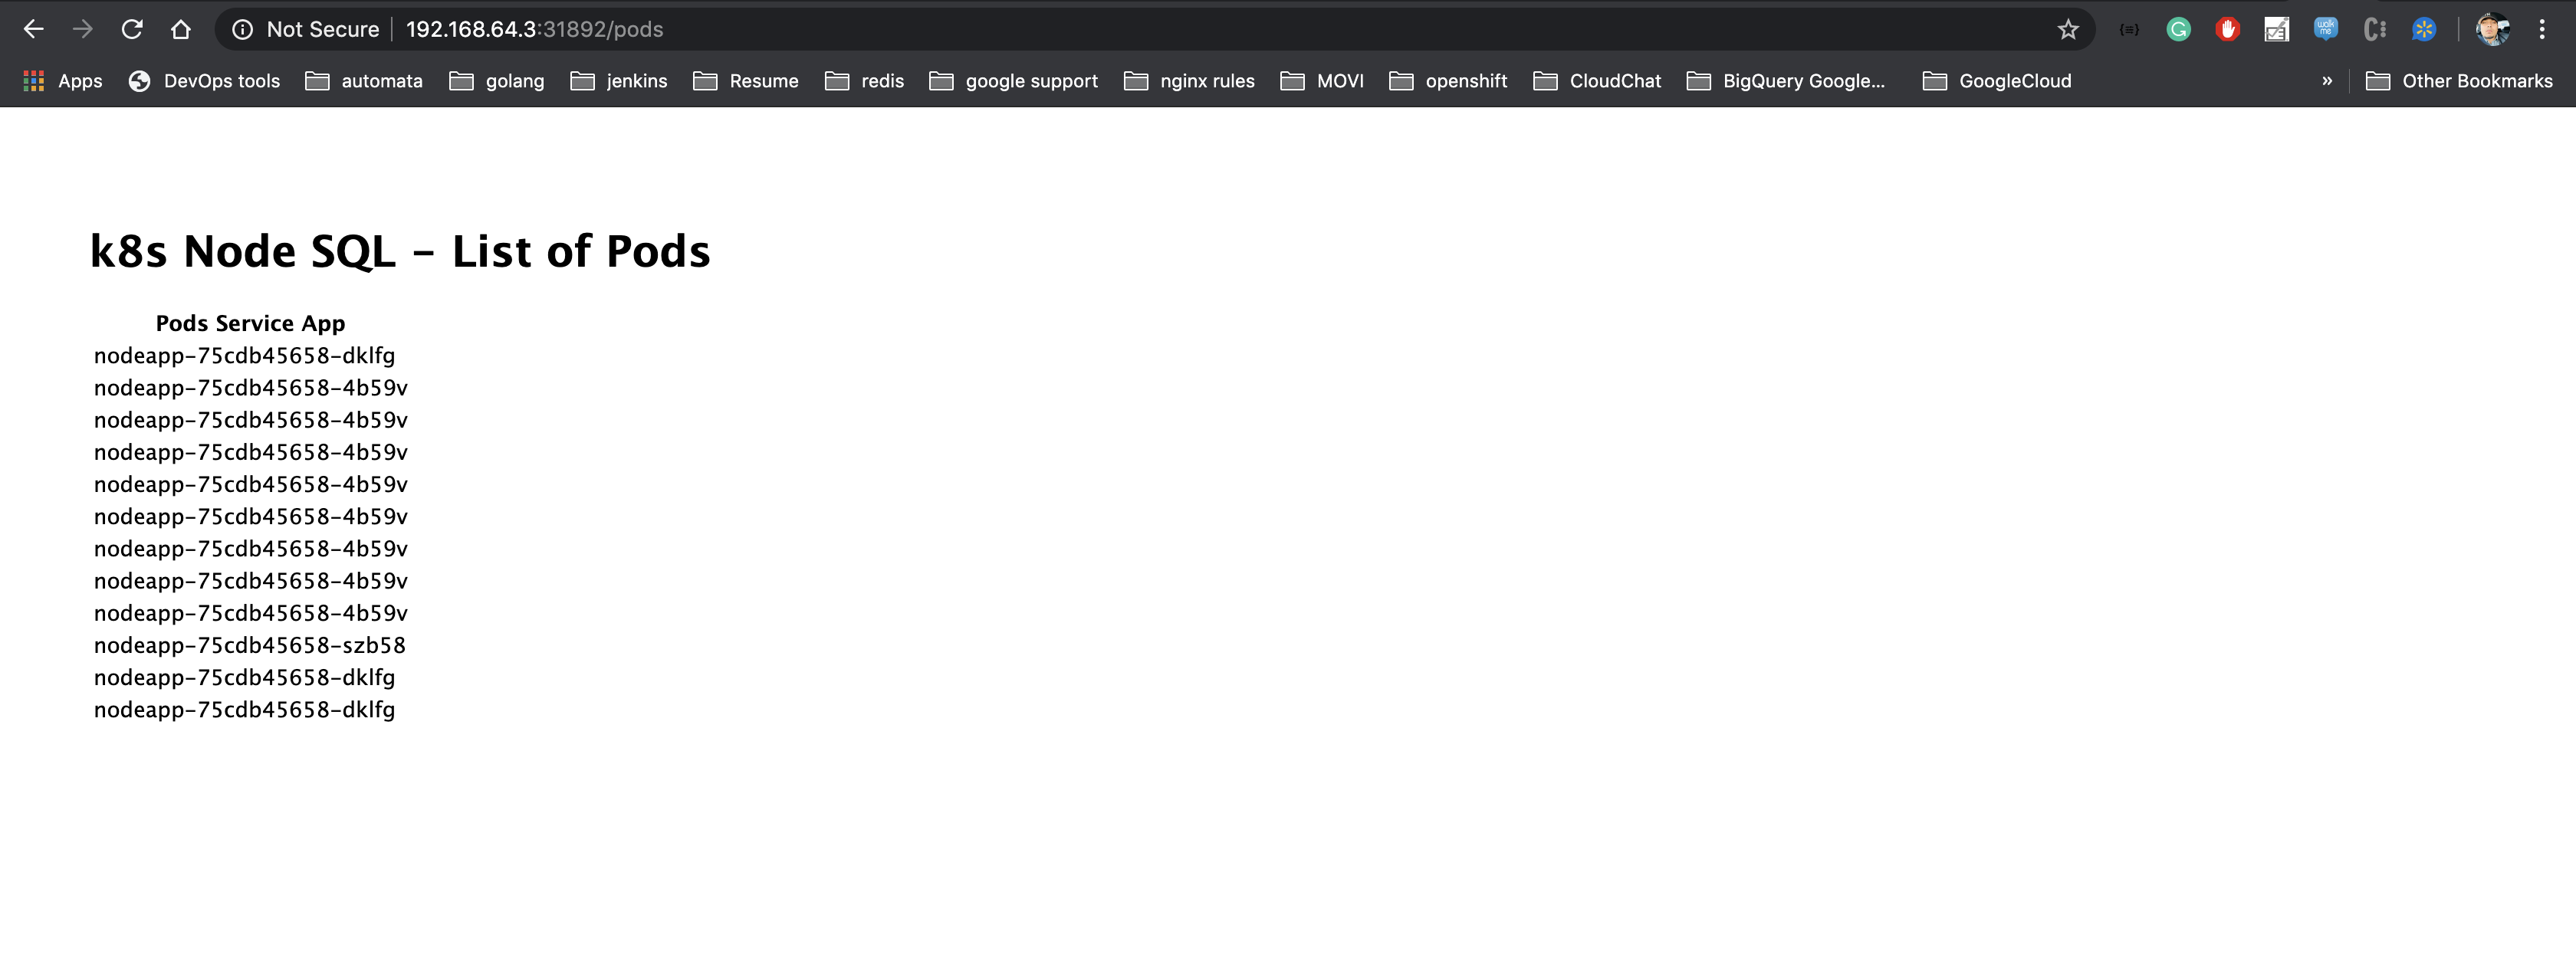 Not Secure 192.168.64.3:31892/pods
Apps DevOps tools automata golang jenkins Resume redis google support nginx rules MOVI openshift CloudChat BigQuery Google... GoogleCloud » Other Bookmarks
k8s Node SQL - List of Pods
Pods Service App
nodeapp-75cdb45658-dklfg
nodeapp-75cdb45658-4b59v
nodeapp-75cdb45658-4b59v
nodeapp-75cdb45658-4b59v
nodeapp-75cdb45658-4b59v
nodeapp-75cdb45658-4b59v
nodeapp-75cdb45658-4b59v
nodeapp-75cdb45658-4b59v
nodeapp-75cdb45658-4b59v
nodeapp-75cdb45658-szb58
nodeapp-75cdb45658-dklfg
nodeapp-75cdb45658-dklfg